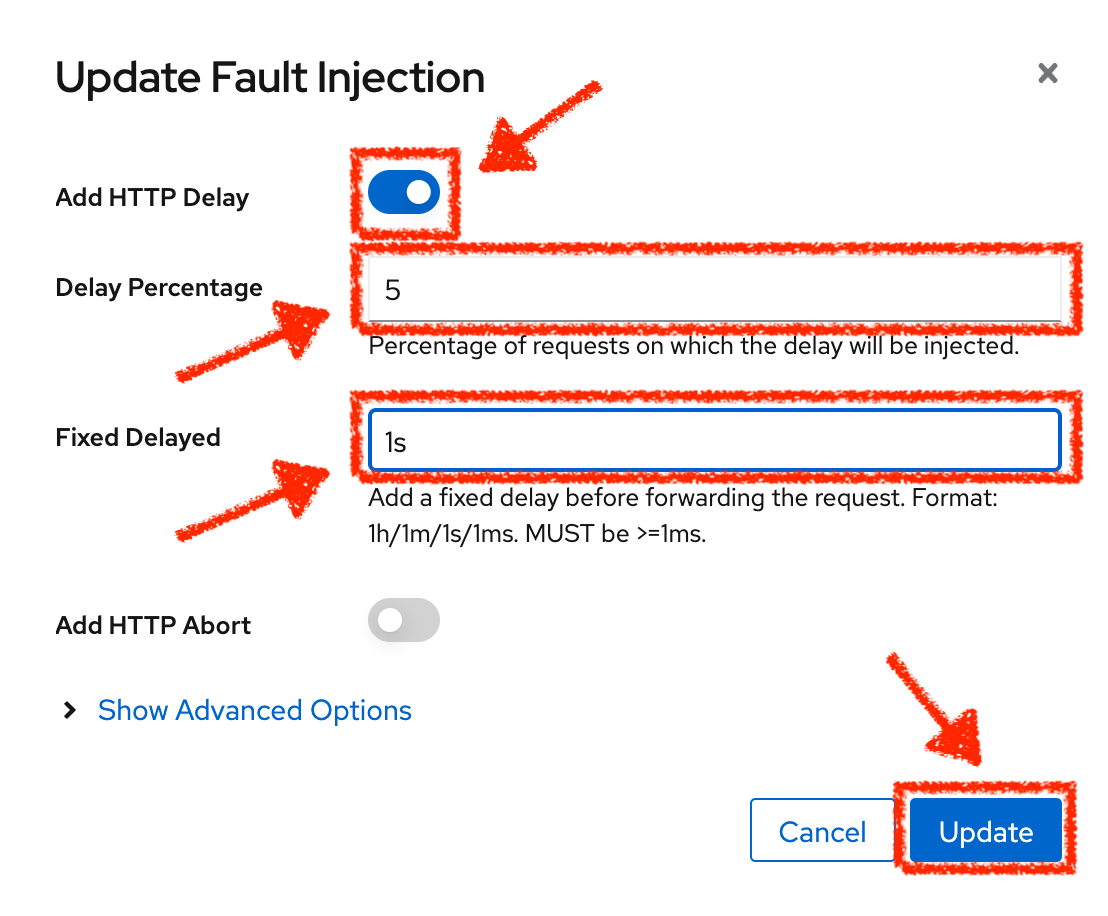 Update Fault Injection
Add HTTP Delay
Delay Percentage
5
Percentage of requests on which the delay will be injected.
Fixed Delayed
1s
Add a fixed delay before forwarding the request. Format:
1h/1m/1s/1ms. MUST be >=1ms.
Add HTTP Abort
Show Advanced Options
Cancel
Update